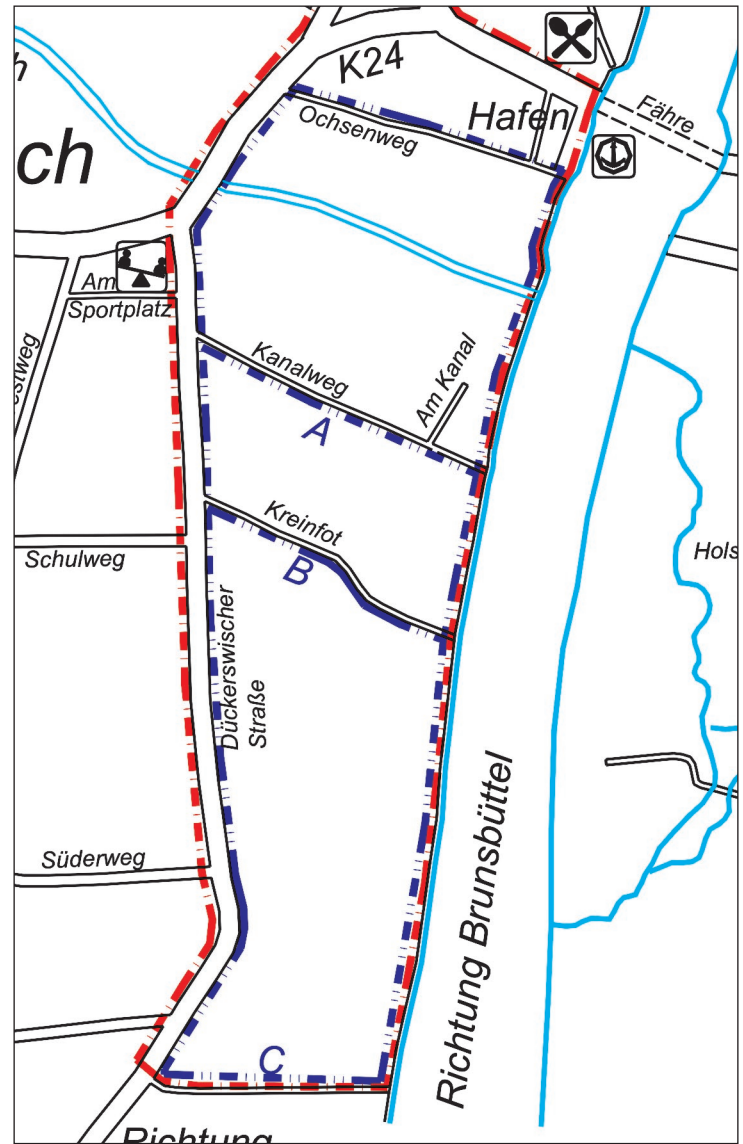 K24
Hafen
Fähre
Ochsenweg
ch
Am
Sportplatz
Kanalweg
Am Kanal
A
Kreinfot
B
Schulweg
Hols
Dückerswischer
Straße
Süderweg
Richtung Brunsbüttel
C
Richtung